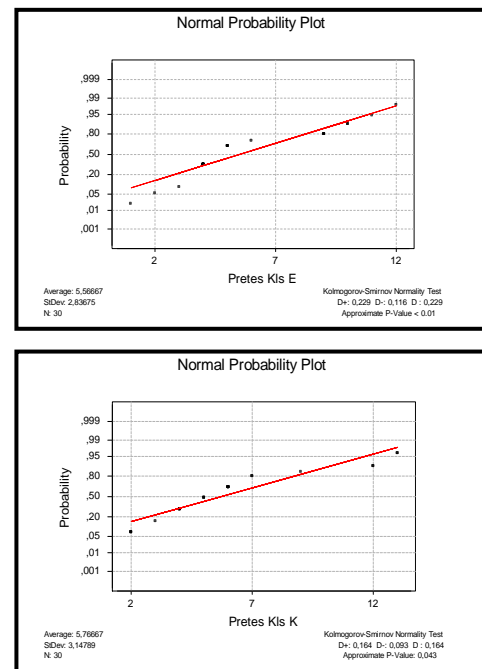 Normal Probability Plot
,999
,99
,95
,80
,50
,20
,05
,01
,001
Probability
2 7 12
Pretes Kls E
Average: 5,56667
StDev: 2,83675
N: 30
Kolmogorov-Smirnov Normality Test
D+: 0,229 D-: 0,116 D : 0,229
Approximate P-Value < 0.01
Normal Probability Plot
,999
,99
,95
,80
,50
,20
,05
,01
,001
Probability
2 7 12
Pretes Kls K
Average: 5,76667
StDev: 3,14789
N: 30
Kolmogorov-Smirnov Normality Test
D+: 0,164 D-: 0,093 D : 0,164
Approximate P-Value: 0,043